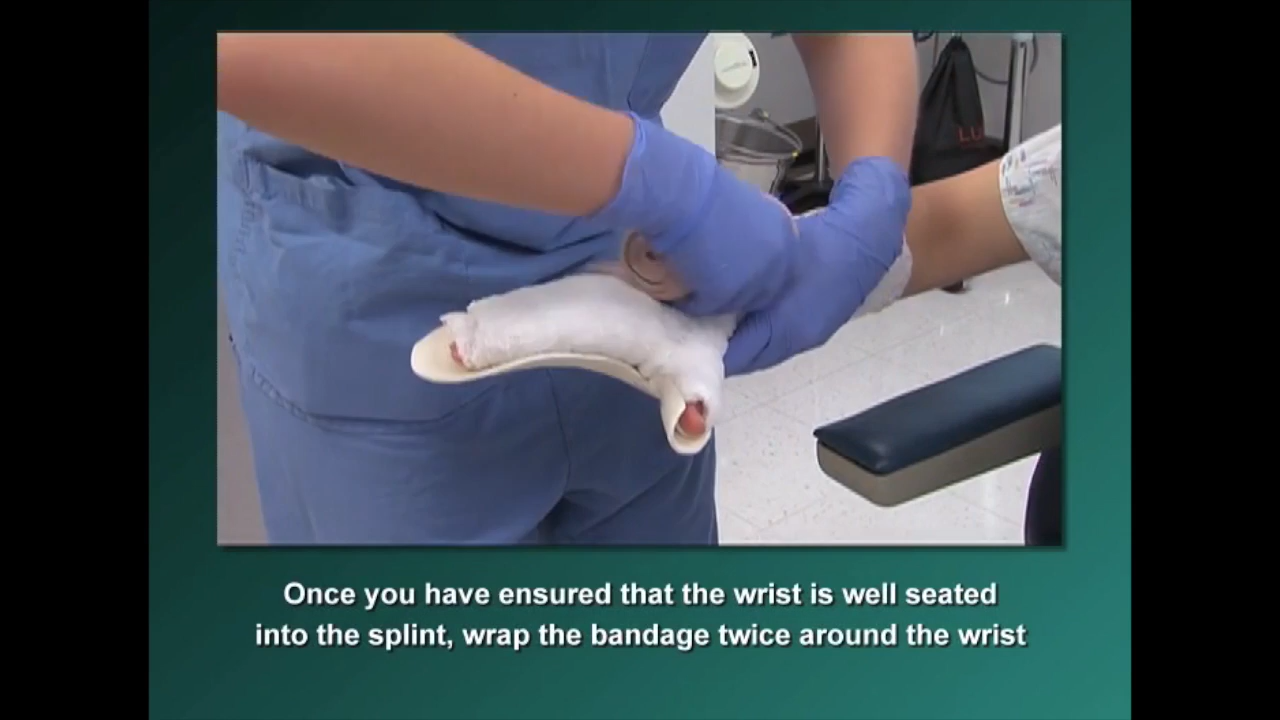 Once you have ensured that the wrist is well seated
into the splint, wrap the bandage twice around the wrist